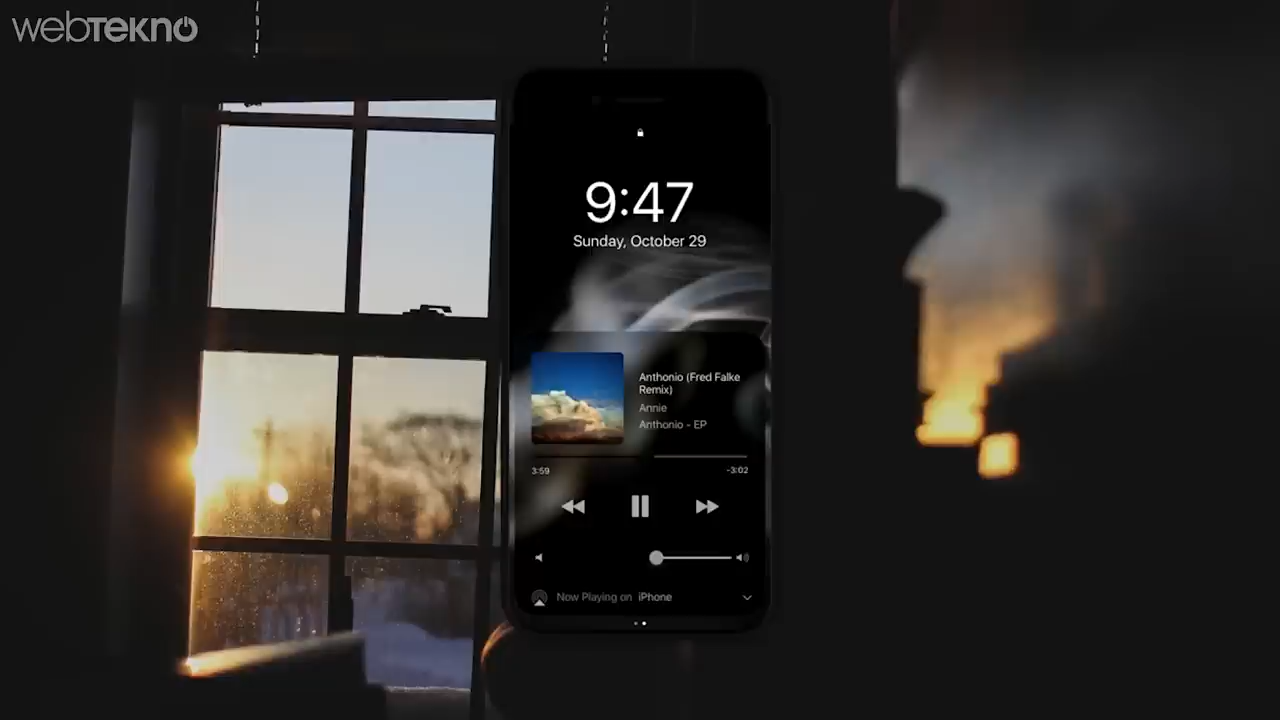 webTEKNO
9:47
Sunday, October 29
Anthonio (Fred Falke
Remix)
Annie
Anthonio - EP
3:59
-3:02
Now Playing on iPhone